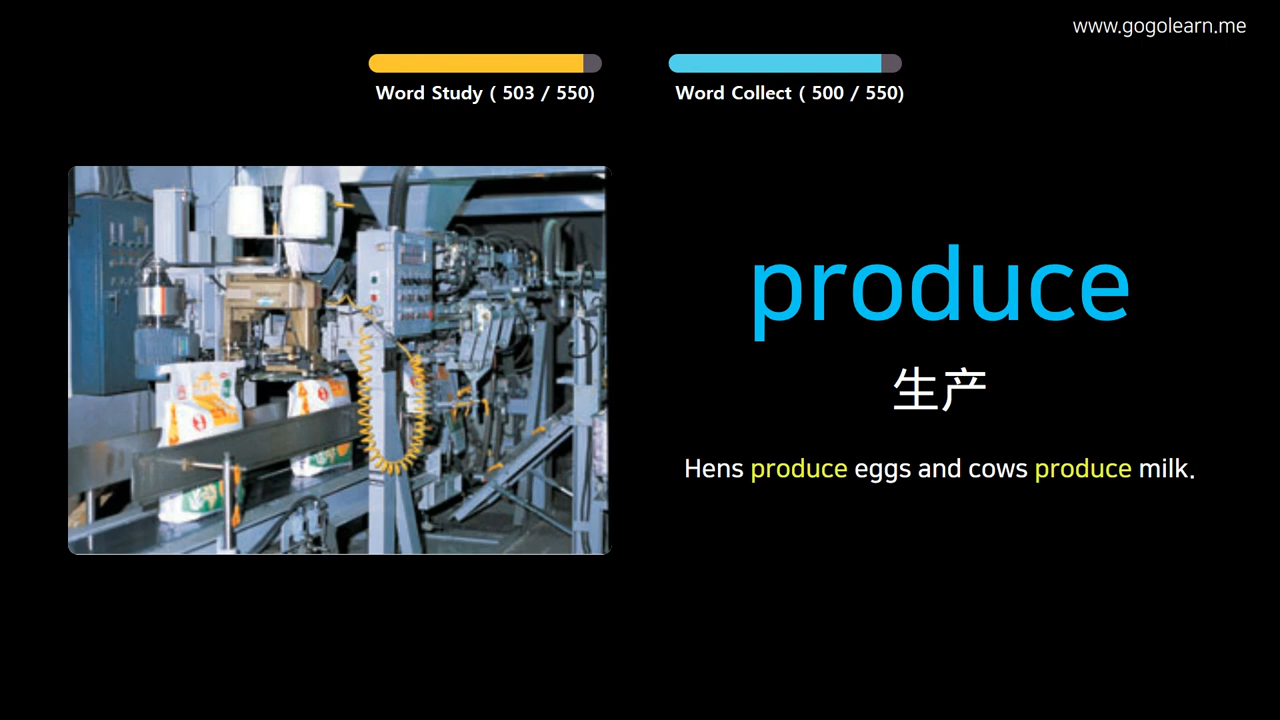 www.gogolearn.me
Word Study ( 503 / 550)
Word Collect ( 500 / 550)
produce
生产
Hens produce eggs and cows produce milk.